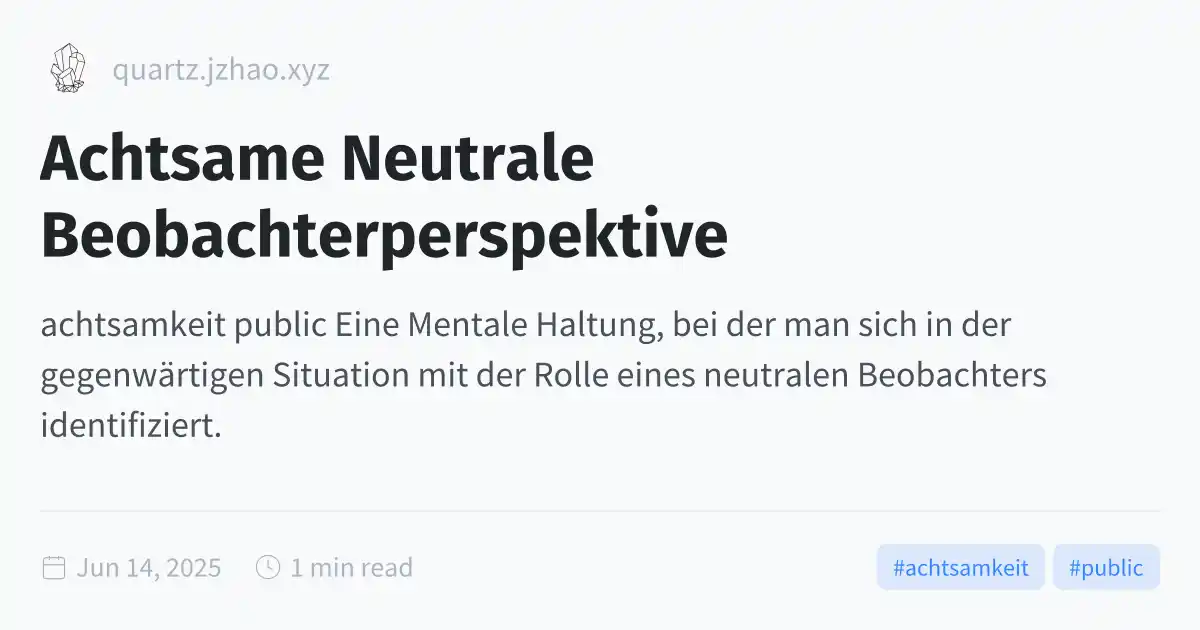 quartz.jzhao.xyz
Achtsame Neutrale
Beobachterperspektive
achtsamkeit public Eine Mentale Haltung, bei der man sich in der
gegenwärtigen Situation mit der Rolle eines neutralen Beobachters
identifiziert.
Jun 14, 2025 1 min read #achtsamkeit #public